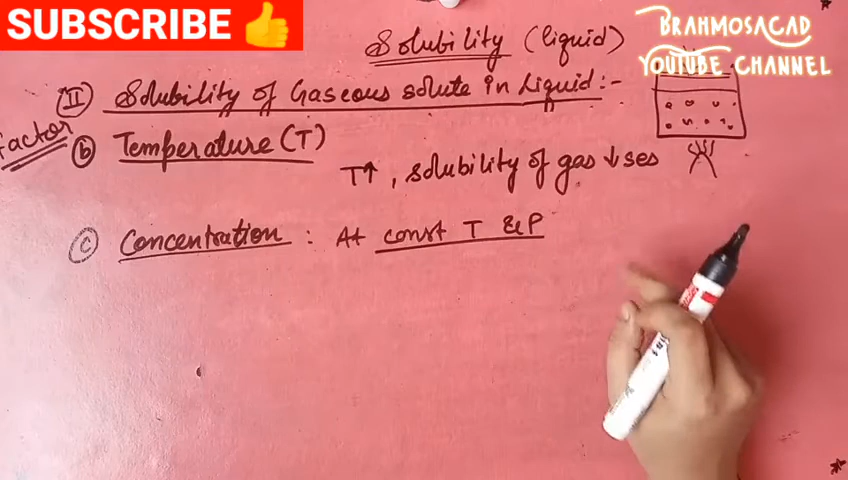 SUBSCRIBE
BRAHMOSACAD
YOUTUBE CHANNEL
Solubility (liquid)
II Solubility of Gaseous solute in Liquid:-
Factor
b Temperature (T)
T↑, solubility of gas ↓ses
c Concentration : At const T & P